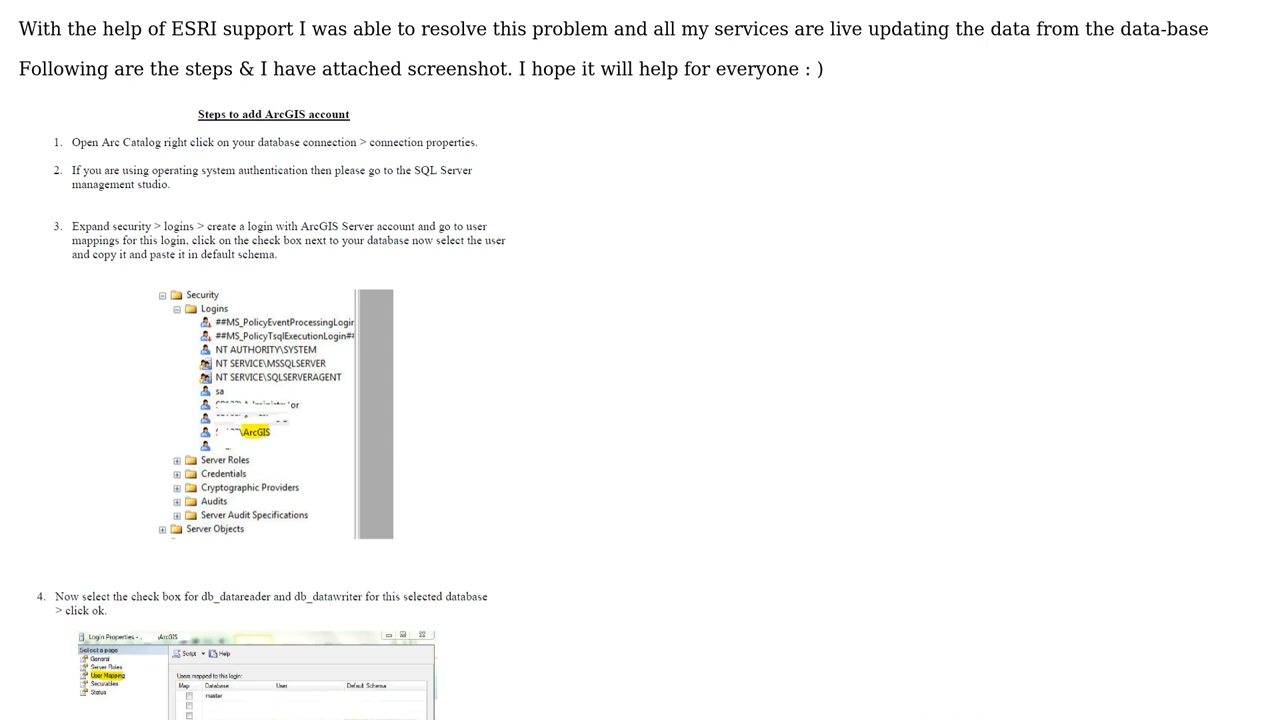 With the help of ESRI support I was able to resolve this problem and all my services are live updating the data from the data-base
Following are the steps & I have attached screenshot. I hope it will help for everyone : )
Steps to add ArcGIS account
1. Open Arc Catalog right click on your database connection > connection properties.
2. If you are using operating system authentication then please go to the SQL Server
management studio.
3. Expand security > logins > create a login with ArcGIS Server account and go to user
mappings for this login, click on the check box next to your database now select the user
and copy it and paste it in default schema.
Security
Logins
##MS_PolicyEventProcessingLogin
##MS_PolicyTsqlExecutionLogin##
NT AUTHORITY\SYSTEM
NT SERVICE\MSSQLSERVER
NT SERVICE\SQLSERVERAGENT
sa
\ArcGIS
Server Roles
Credentials
Cryptographic Providers
Audits
Server Audit Specifications
Server Objects
4. Now select the check box for db_datareader and db_datawriter for this selected database
> click ok.
Login Properties - . \ArcGIS
Select a page
General
Server Roles
User Mapping
Securables
Status
Script Help
Users mapped to this login:
Map Database User Default Schema
master